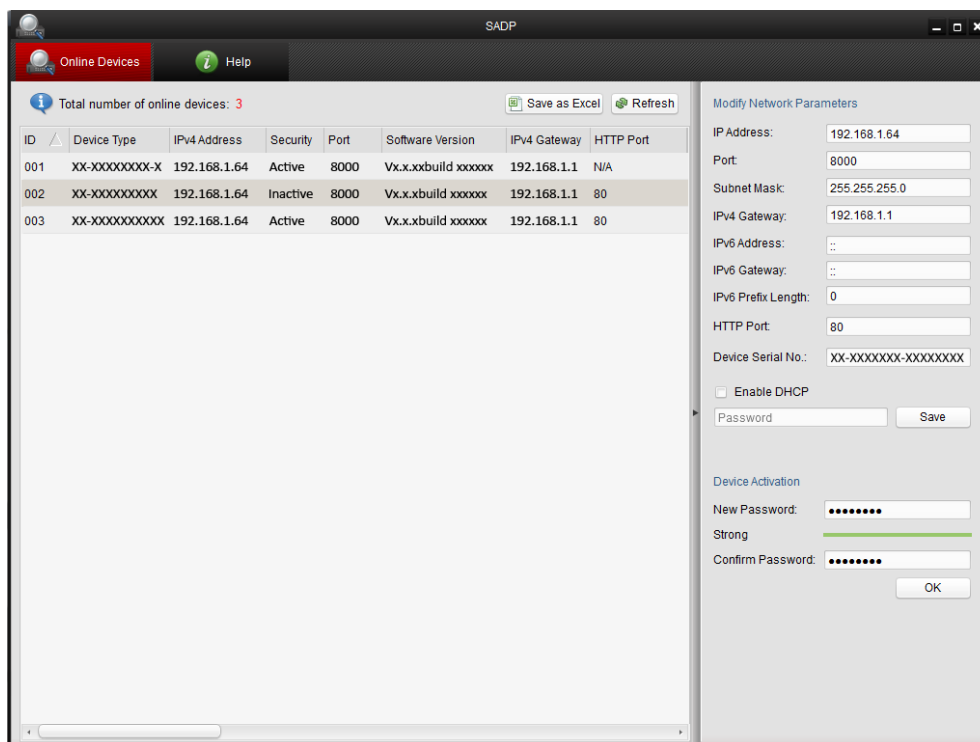 SADP
Online Devices
Help
Total number of online devices: 3
Save as Excel
Refresh
ID Device Type IPv4 Address Security Port Software Version IPv4 Gateway HTTP Port
001 XX-XXXXXXXX-X 192.168.1.64 Active 8000 Vx.x.xxbuild xxxxxx 192.168.1.1 N/A
002 XX-XXXXXXXXX 192.168.1.64 Inactive 8000 Vx.x.xbuild xxxxxx 192.168.1.1 80
003 XX-XXXXXXXXXX 192.168.1.64 Active 8000 Vx.x.xbuild xxxxxx 192.168.1.1 80
Modify Network Parameters
IP Address: 192.168.1.64
Port: 8000
Subnet Mask: 255.255.255.0
IPv4 Gateway: 192.168.1.1
IPv6 Address: ::
IPv6 Gateway: ::
IPv6 Prefix Length: 0
HTTP Port: 80
Device Serial No.: XX-XXXXXXX-XXXXXXXX
Enable DHCP
Password
Save
Device Activation
New Password: ●●●●●●●●
Strong
Confirm Password: ●●●●●●●●
OK